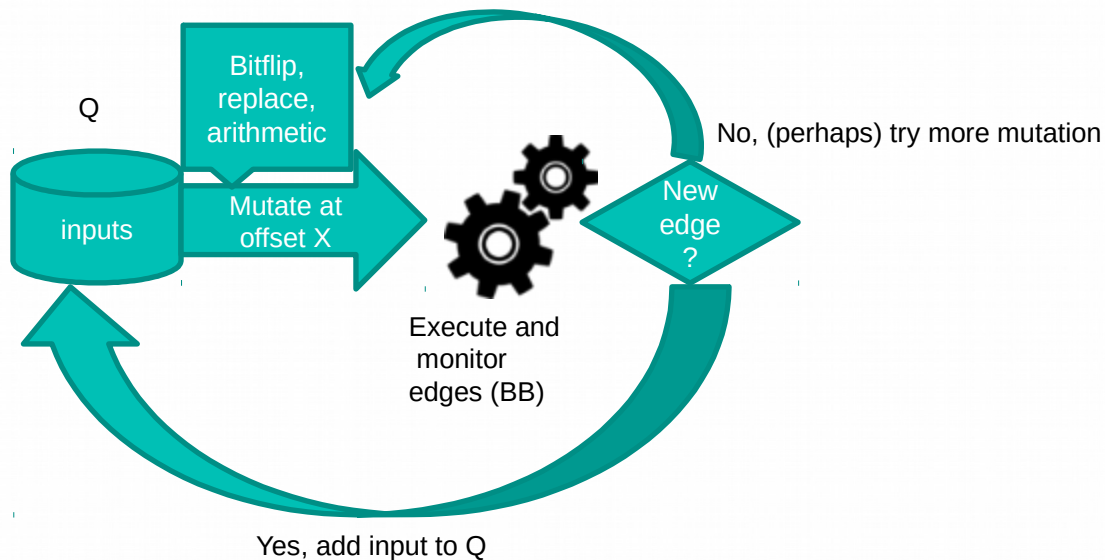 Q
inputs
Bitflip,
replace,
arithmetic
Mutate at
offset X
Execute and
monitor
edges (BB)
New
edge
?
No, (perhaps) try more mutation
Yes, add input to Q